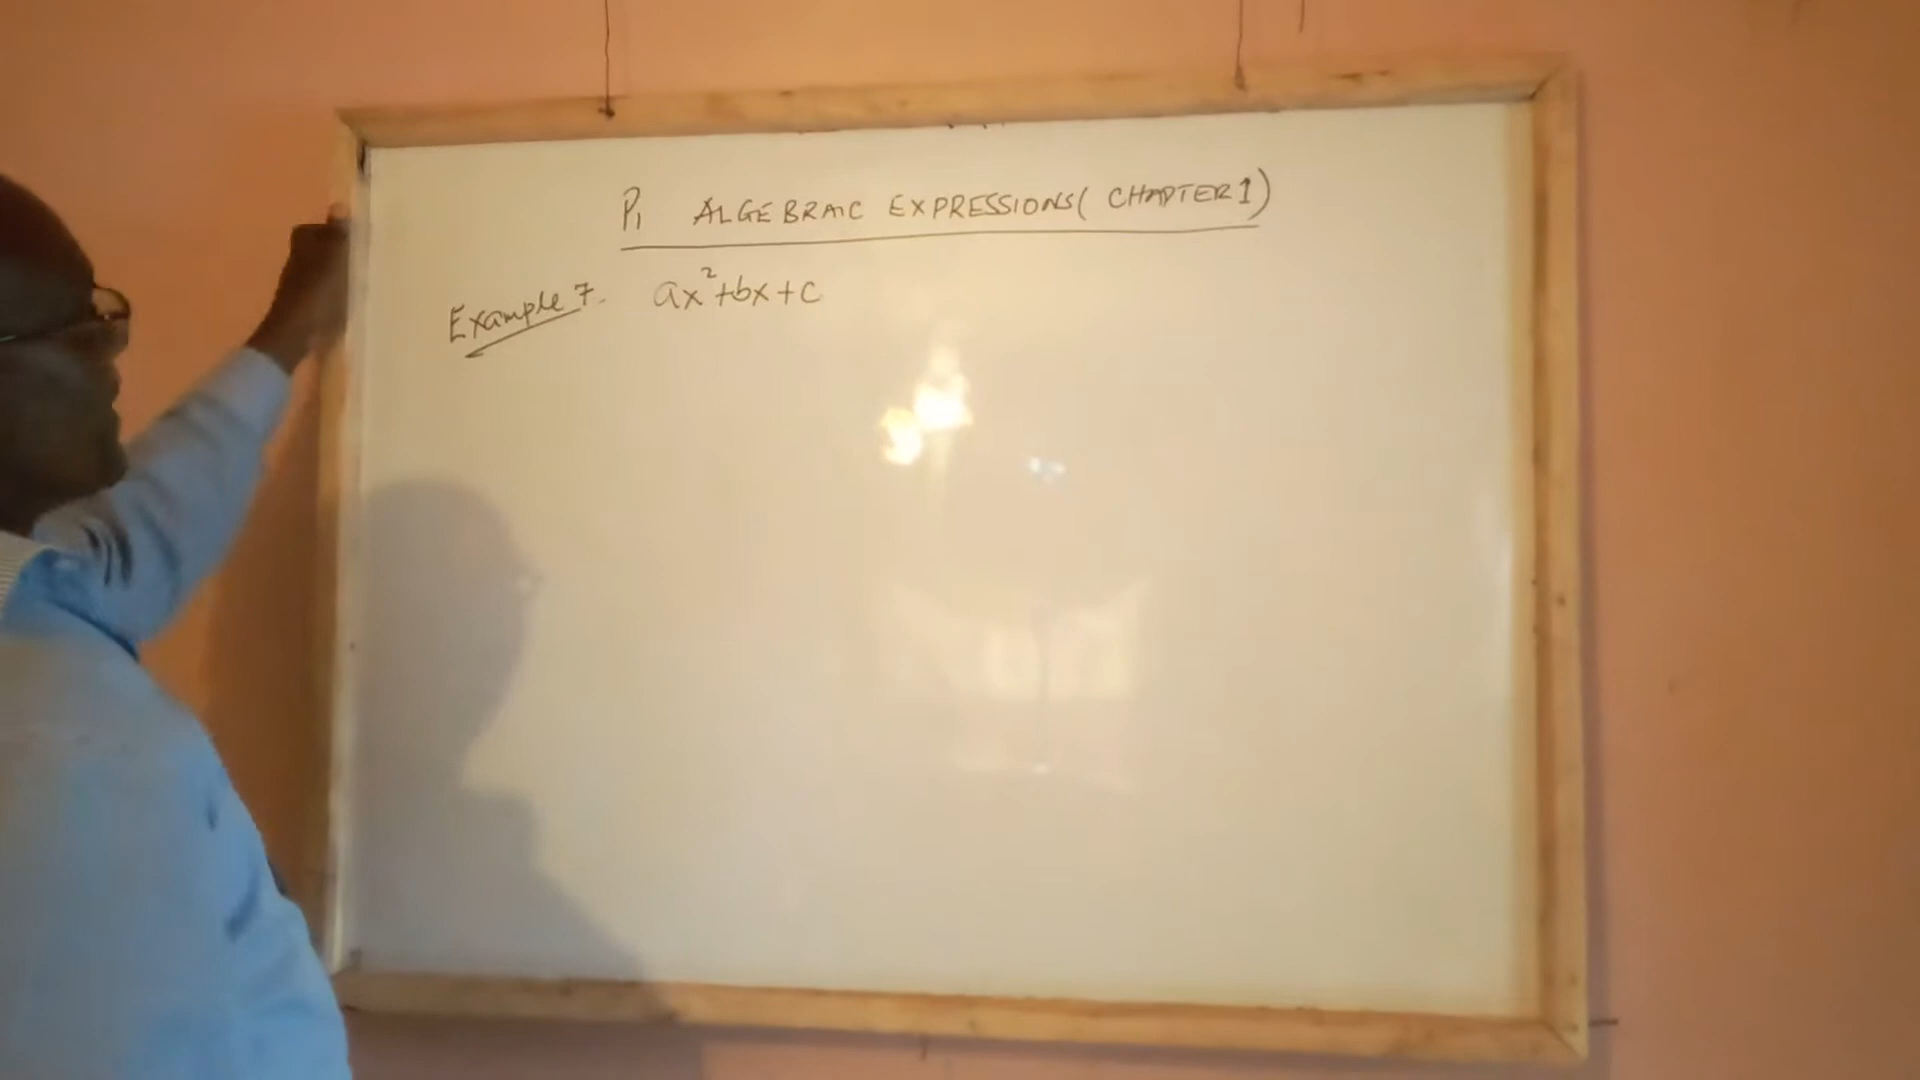 P₁ ALGEBRAIC EXPRESSIONS( CHAPTER 1)
Example 7. ax²+bx+c